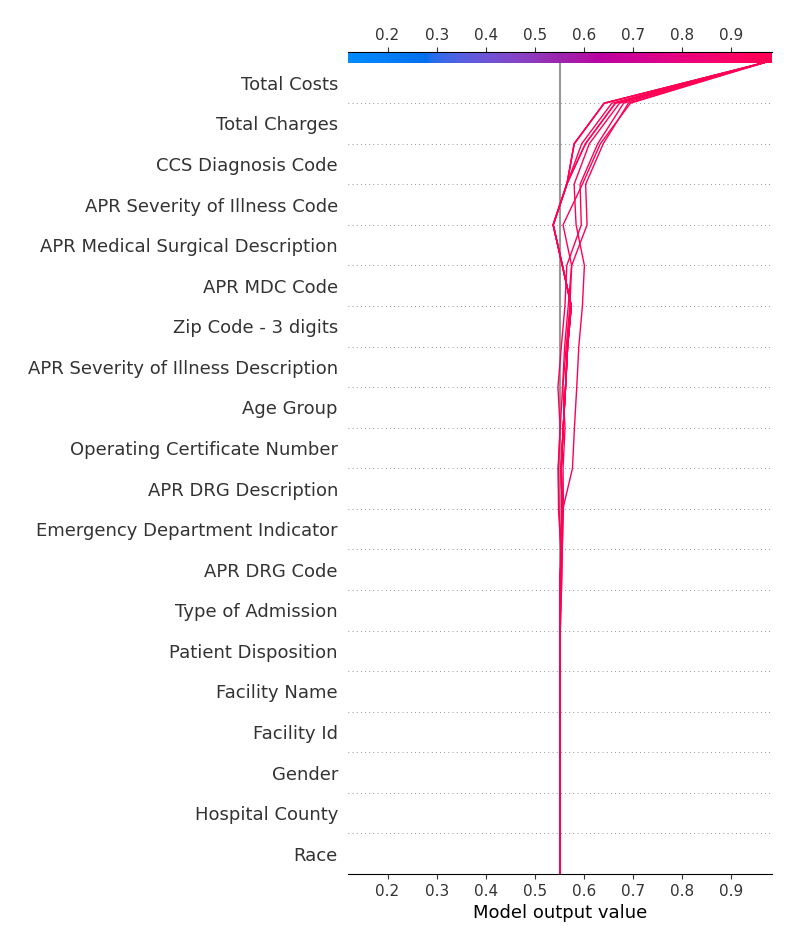 0.2 0.3 0.4 0.5 0.6 0.7 0.8 0.9
Total Costs
Total Charges
CCS Diagnosis Code
APR Severity of Illness Code
APR Medical Surgical Description
APR MDC Code
Zip Code - 3 digits
APR Severity of Illness Description
Age Group
Operating Certificate Number
APR DRG Description
Emergency Department Indicator
APR DRG Code
Type of Admission
Patient Disposition
Facility Name
Facility Id
Gender
Hospital County
Race
0.2 0.3 0.4 0.5 0.6 0.7 0.8 0.9
Model output value